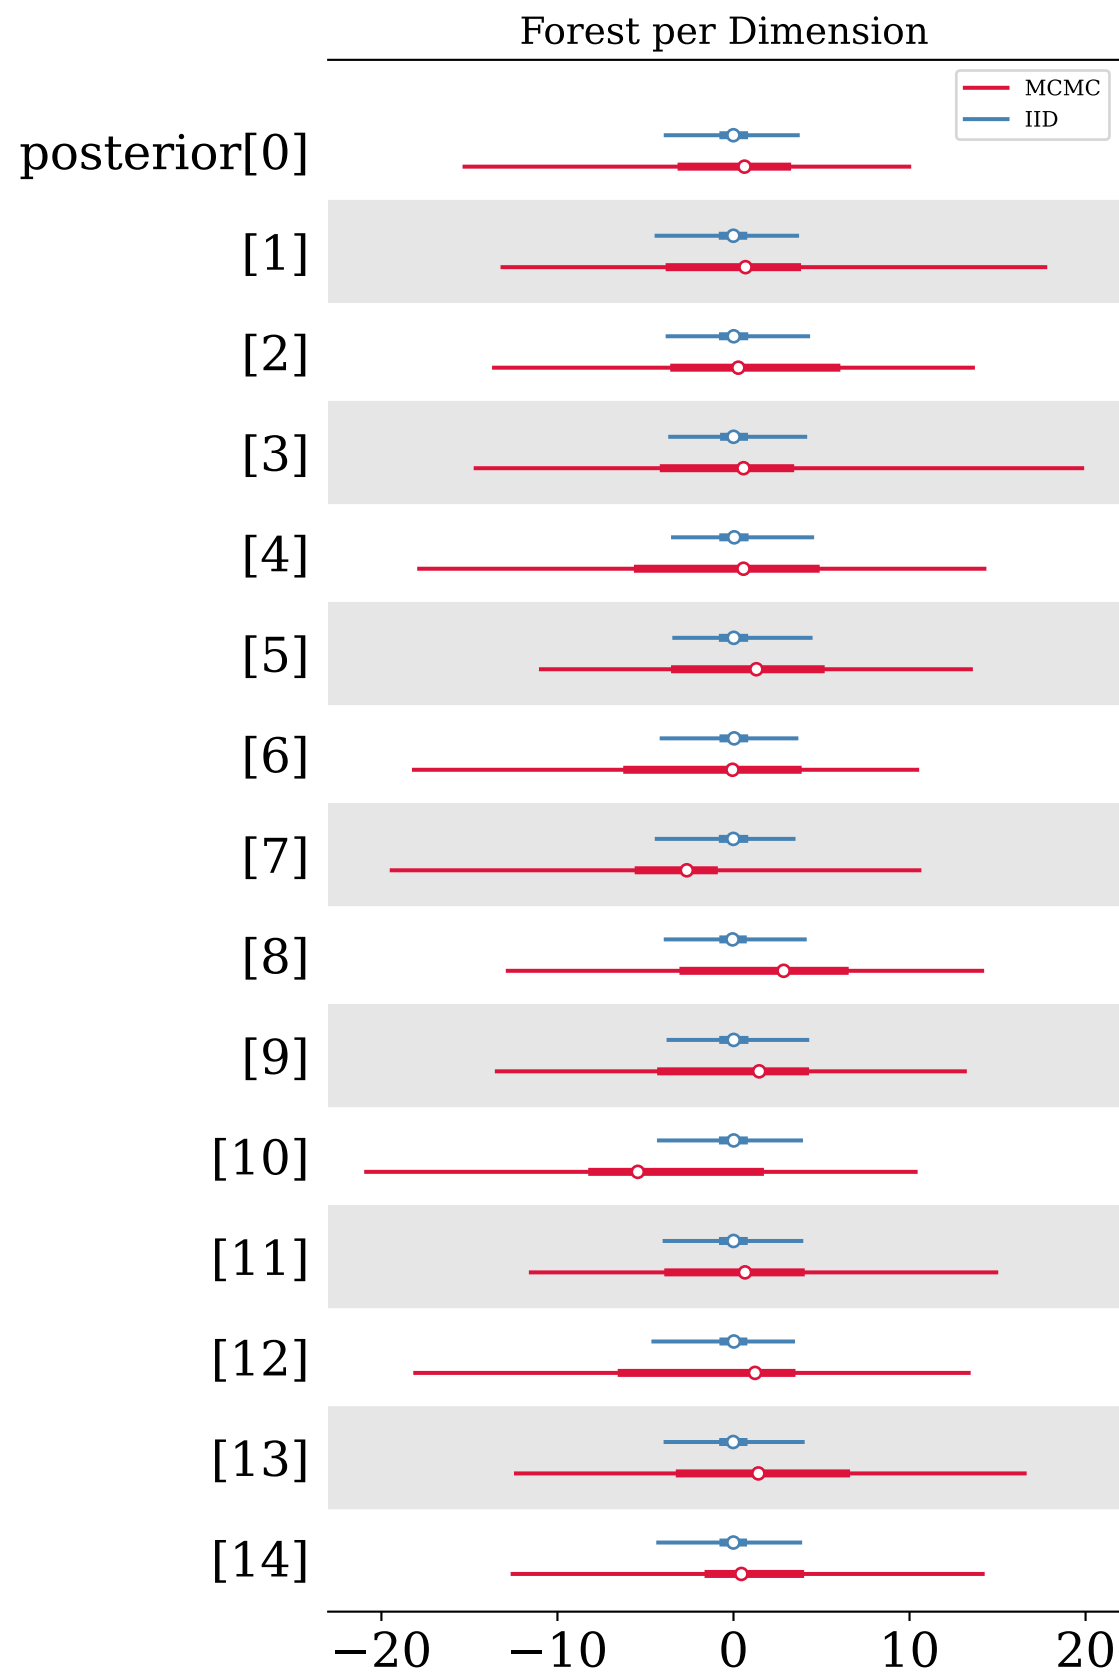 Forest per Dimension
MCMC
IID
posterior[0]
[1]
[2]
[3]
[4]
[5]
[6]
[7]
[8]
[9]
[10]
[11]
[12]
[13]
[14]
−20 −10 0 10 20